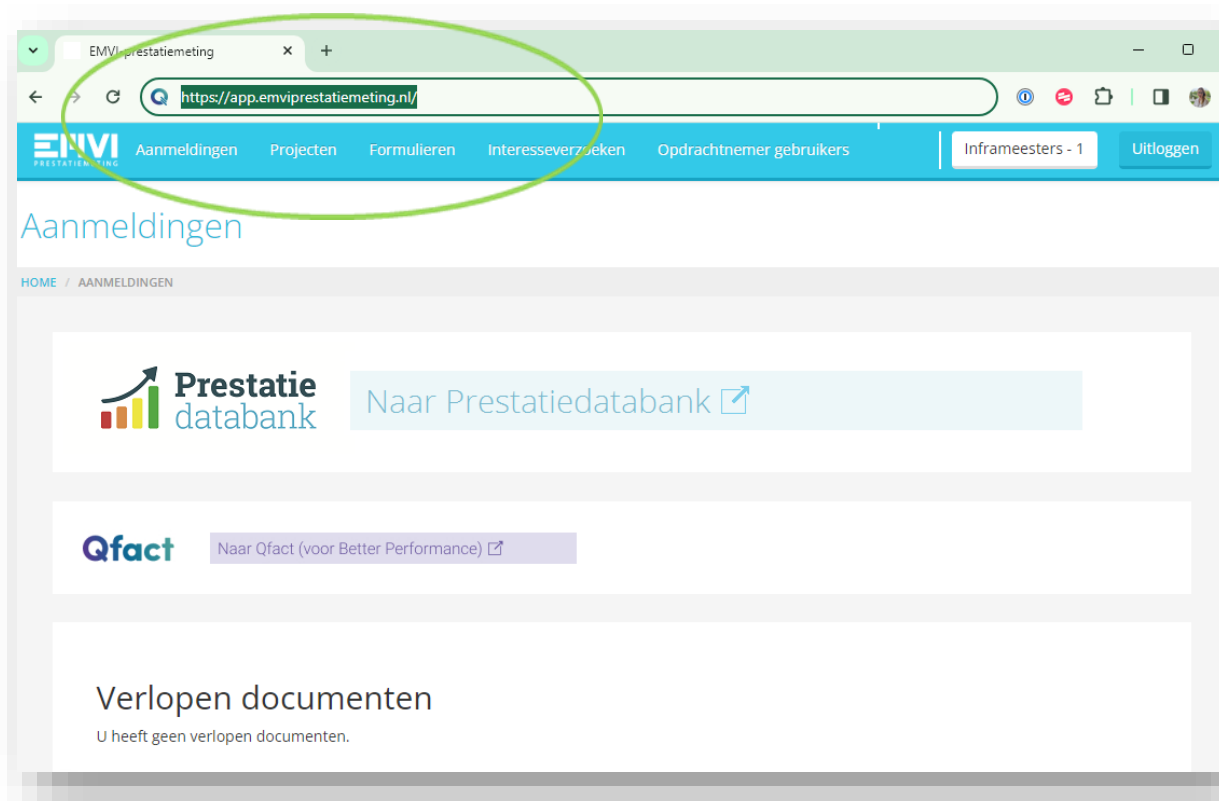 EMVI-prestatiemeting
https://app.emviprestatiemeting.nl/
EMVI Aanmeldingen Projecten Formulieren Interesseverzoeken Opdrachtnemer gebruikers Inframeesters - 1 Uitloggen
PRESTATIEMETING
Aanmeldingen
HOME / AANMELDINGEN
Prestatie
databank
Naar Prestatiedatabank
Qfact
Naar Qfact (voor Better Performance)
Verlopen documenten
U heeft geen verlopen documenten.